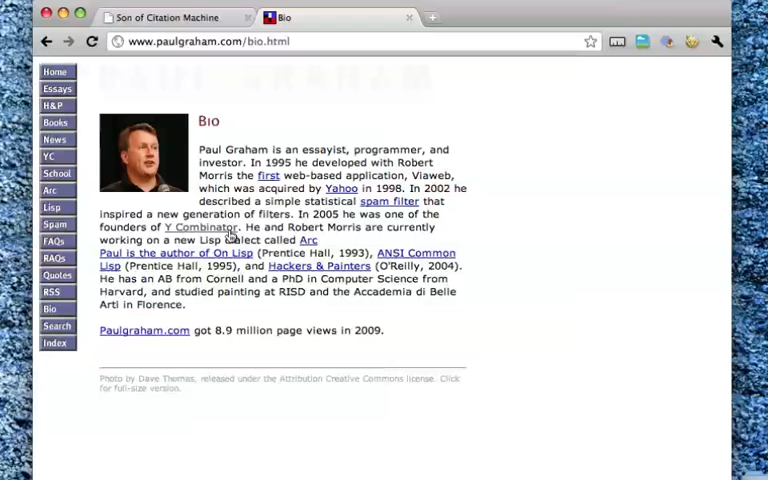 Son of Citation Machine
Bio
www.paulgraham.com/bio.html
Home
Essays
H&P
Books
News
YC
School
Arc
Lisp
Spam
FAQs
RAQs
Quotes
RSS
Bio
Search
Index
PAUL GRAHAM
Bio
Paul Graham is an essayist, programmer, and
investor. In 1995 he developed with Robert
Morris the first web-based application, Viaweb,
which was acquired by Yahoo in 1998. In 2002 he
described a simple statistical spam filter that
inspired a new generation of filters. In 2005 he was one of the
founders of Y Combinator. He and Robert Morris are currently
working on a new Lisp dialect called Arc
Paul is the author of On Lisp (Prentice Hall, 1993), ANSI Common
Lisp (Prentice Hall, 1995), and Hackers & Painters (O'Reilly, 2004).
He has an AB from Cornell and a PhD in Computer Science from
Harvard, and studied painting at RISD and the Accademia di Belle
Arti in Florence.
Paulgraham.com got 8.9 million page views in 2009.
Photo by Dave Thomas, released under the Attribution Creative Commons license. Click
for full-size version.